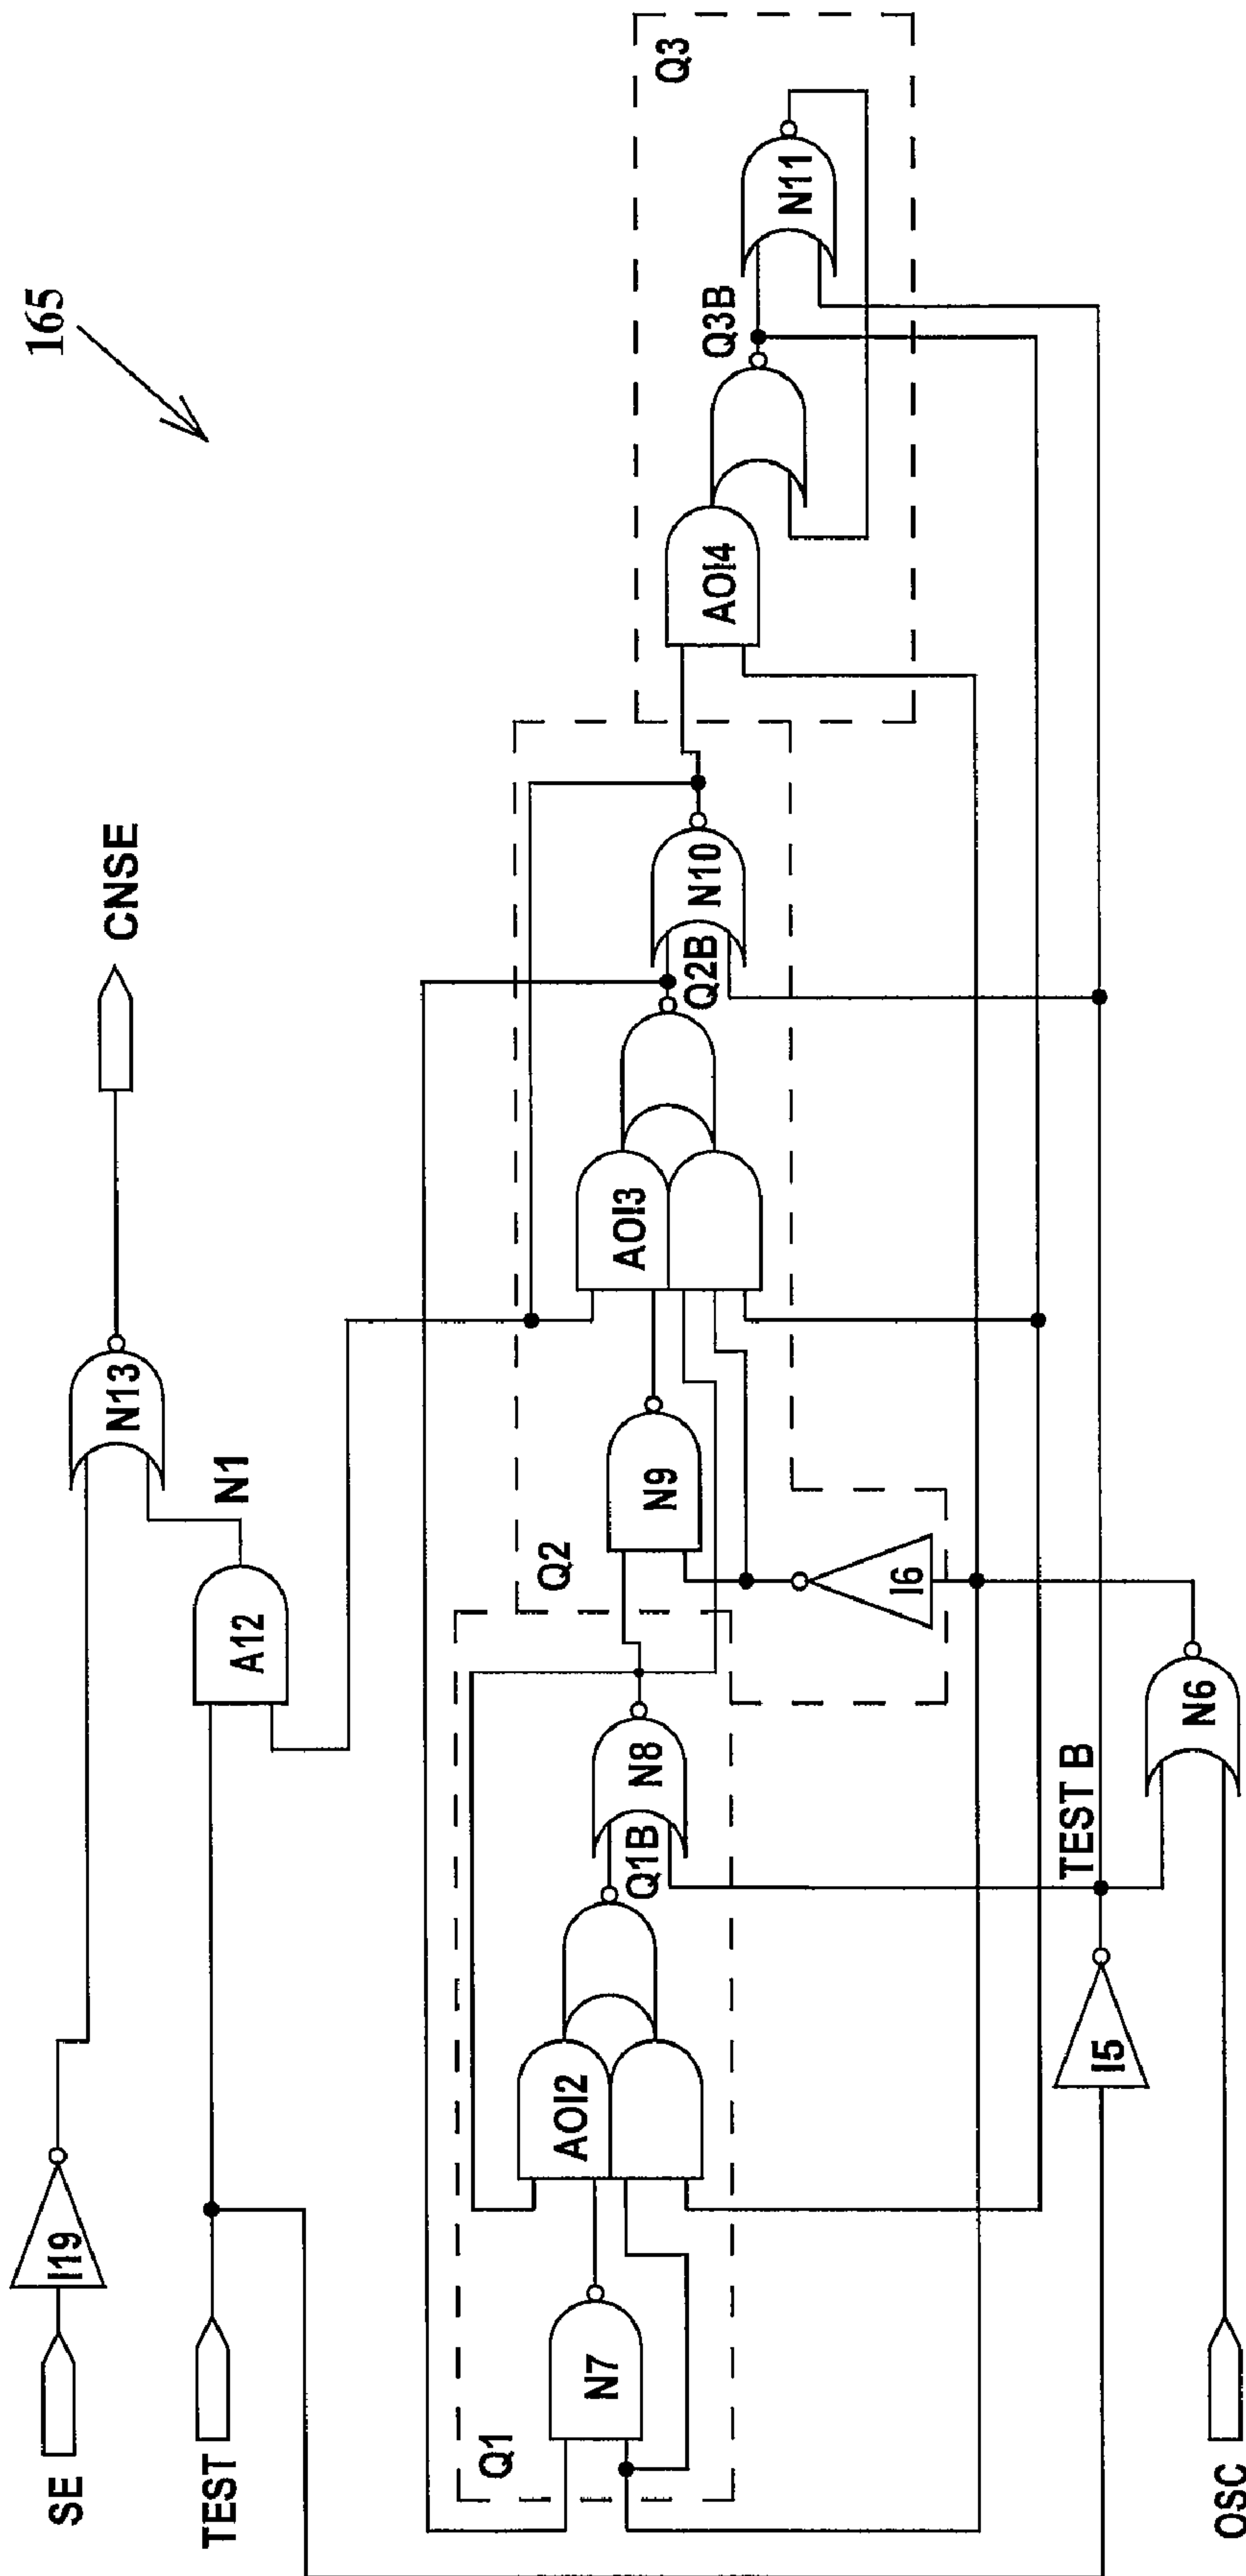 165
SE
I19
TEST
A12
N1
N13
CNSE
Q1
N7
AOI2
Q1B
N8
Q2
N9
I6
AOI3
Q2B
N10
AOI4
Q3B
N11
Q3
I5
TEST B
OSC
N6